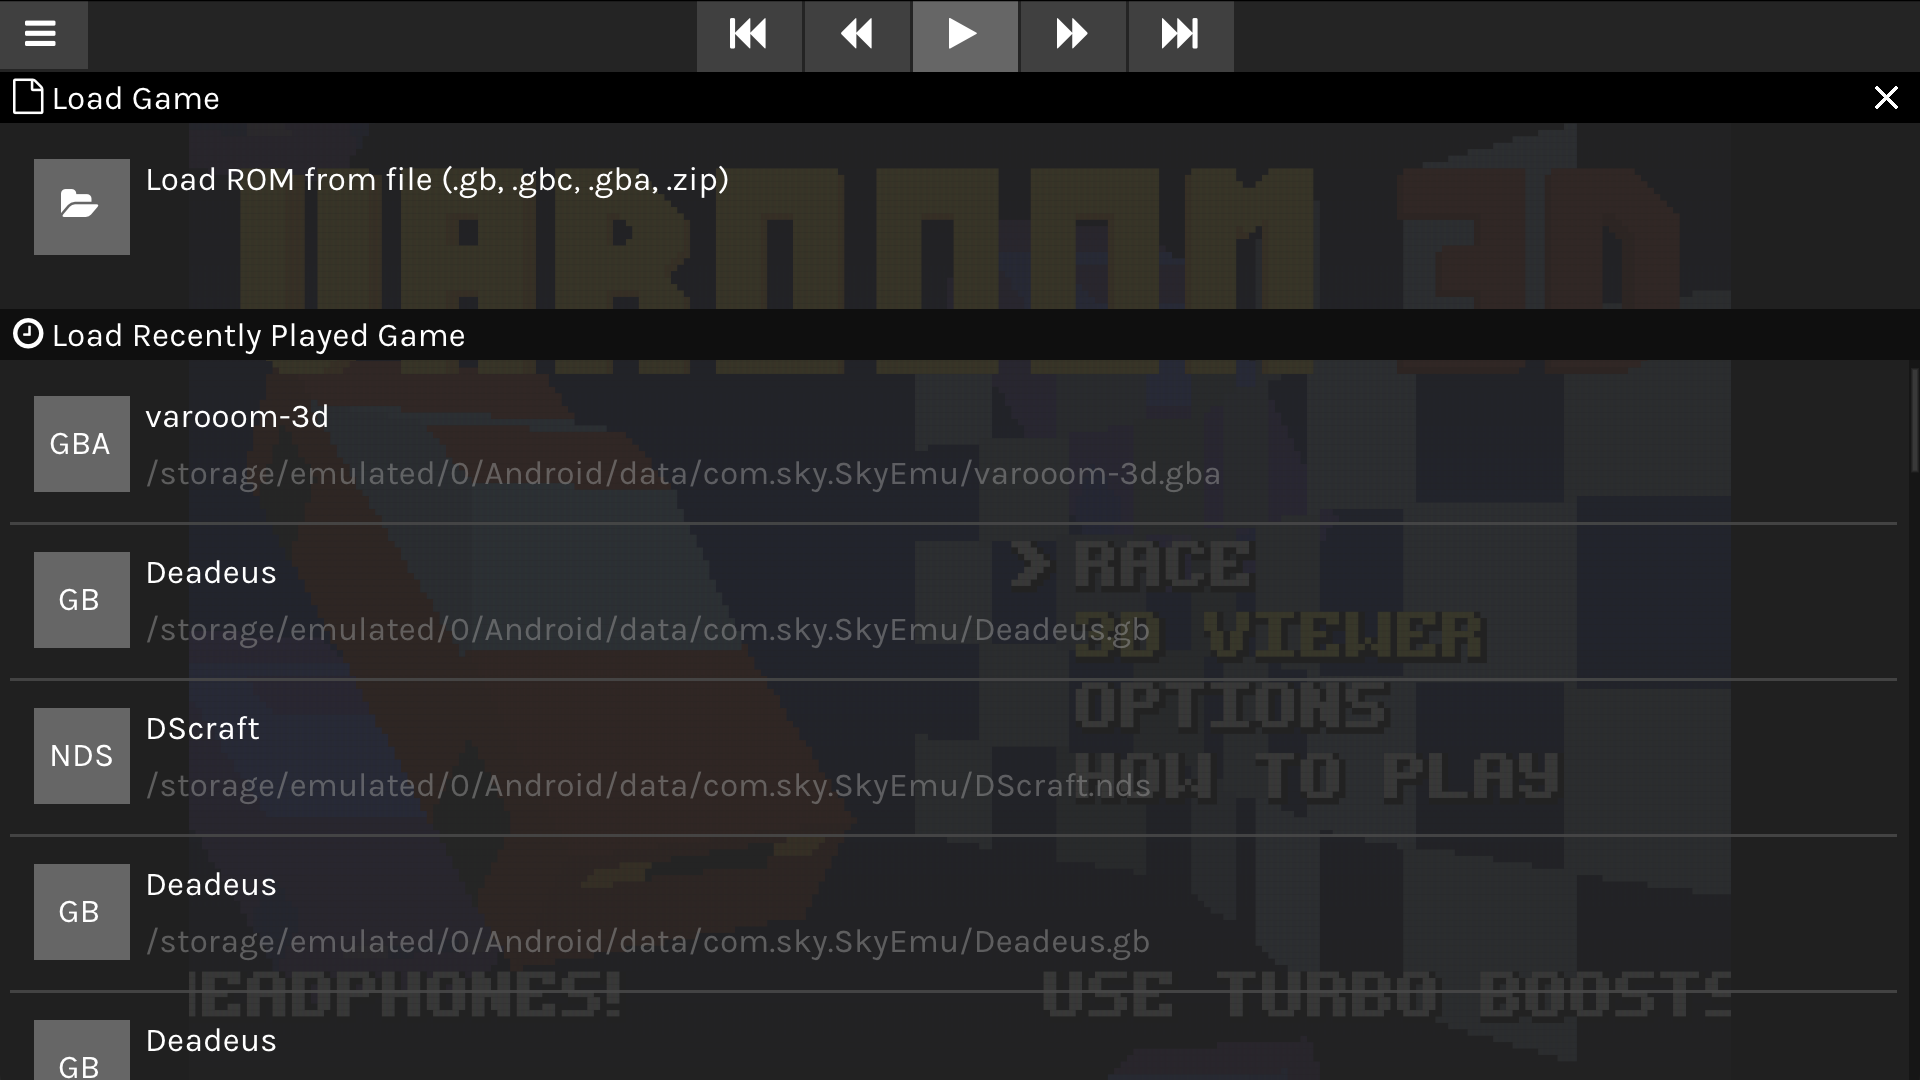 Load Game
Load ROM from file (.gb, .gbc, .gba, .zip)
VAROOOM 3D
Load Recently Played Game
GBA
varooom-3d
/storage/emulated/0/Android/data/com.sky.SkyEmu/varooom-3d.gba
> RACE
GB
Deadeus
/storage/emulated/0/Android/data/com.sky.SkyEmu/Deadeus.gb
3D VIEWER
OPTIONS
NDS
DScraft
/storage/emulated/0/Android/data/com.sky.SkyEmu/DScraft.nds
HOW TO PLAY
GB
Deadeus
/storage/emulated/0/Android/data/com.sky.SkyEmu/Deadeus.gb
EADPHONES! USE TURBO BOOSTS
GB
Deadeus